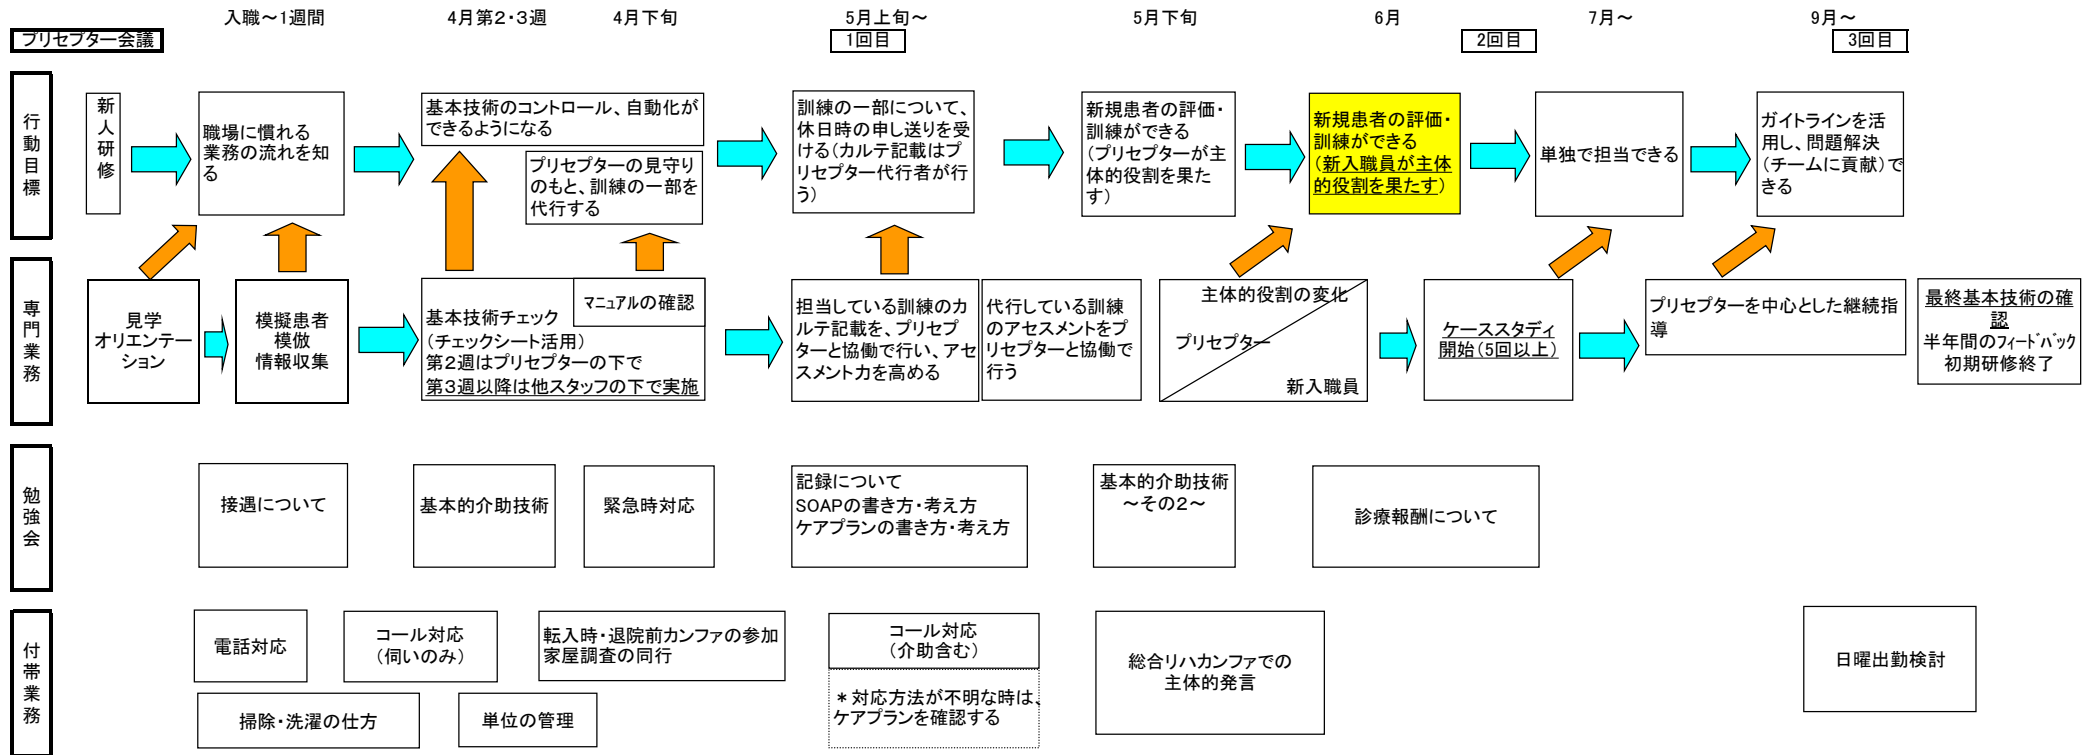 入職～1週間
4月第2・3週
4月下旬
5月上旬～
5月下旬
6月
7月～
9月～
プリセプター会議
1回目
2回目
3回目
行動目標
新人研修
職場に慣れる
業務の流れを知
る
基本技術のコントロール、自動化が
できるようになる
プリセプターの見守り
のもと、訓練の一部を
代行する
訓練の一部について、
休日時の申し送りを受
ける(カルテ記載はプ
リセプター代行者が行
う)
新規患者の評価・
訓練ができる
(プリセプターが主
体的役割を果た
す)
新規患者の評価・
訓練ができる
(新入職員が主体
的役割を果たす)
単独で担当できる
ガイトラインを活
用し、問題解決
(チームに貢献)で
きる
専門業務
見学
オリエンテー
ション
模擬患者
模倣
情報収集
マニュアルの確認
基本技術チェック
(チェックシート活用)
第2週はプリセプターの下で
第3週以降は他スタッフの下で実施
担当している訓練のカ
ルテ記載を、プリセプ
ターと協働で行い、アセ
スメント力を高める
代行している訓練
のアセスメントをプ
リセプターと協働で
行う
主体的役割の変化
プリセプター
新入職員
ケーススタディ
開始(5回以上)
プリセプターを中心とした継続指
導
最終基本技術の確
認
半年間のフィードバック
初期研修終了
勉強会
接遇について
基本的介助技術
緊急時対応
記録について
SOAPの書き方・考え方
ケアプランの書き方・考え方
基本的介助技術
～その2～
診療報酬について
付帯業務
電話対応
コール対応
(伺いのみ)
転入時・退院前カンファの参加
家屋調査の同行
コール対応
(介助含む)
＊対応方法が不明な時は、
ケアプランを確認する
総合リハカンファでの
主体的発言
日曜出勤検討
掃除・洗濯の仕方
単位の管理